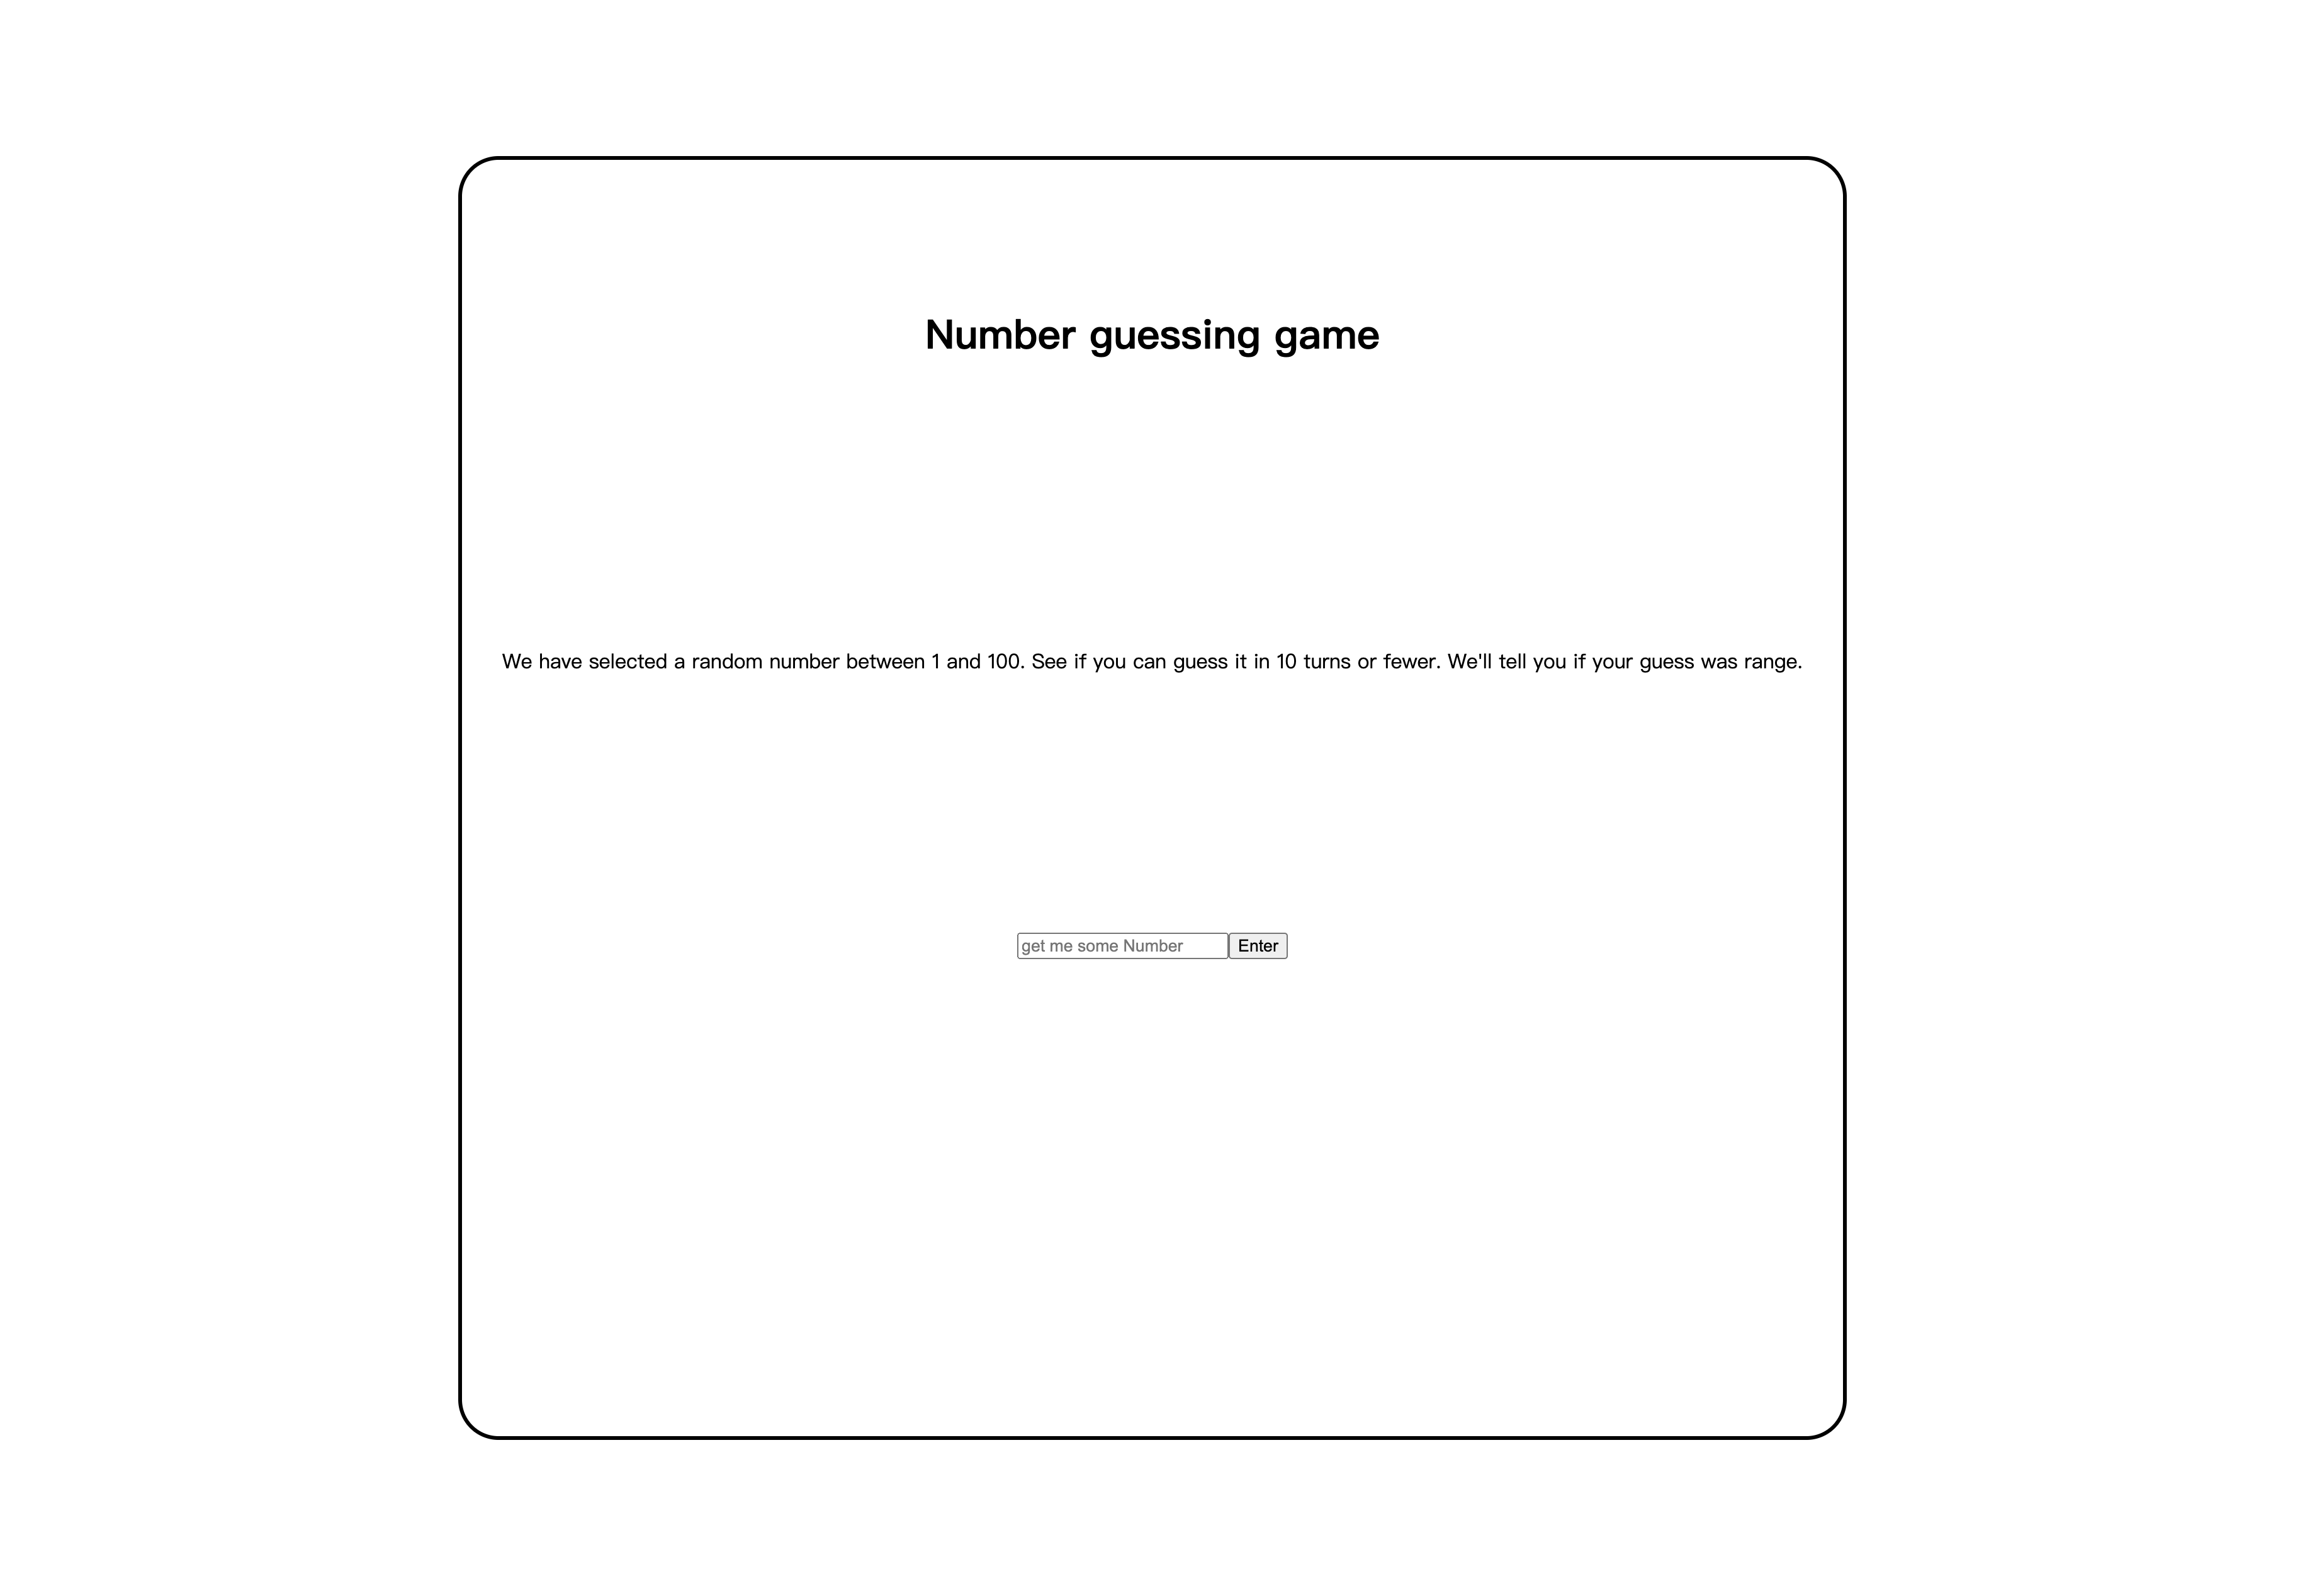 Number guessing game
We have selected a random number between 1 and 100. See if you can guess it in 10 turns or fewer. We'll tell you if your guess was range.
get me some Number Enter